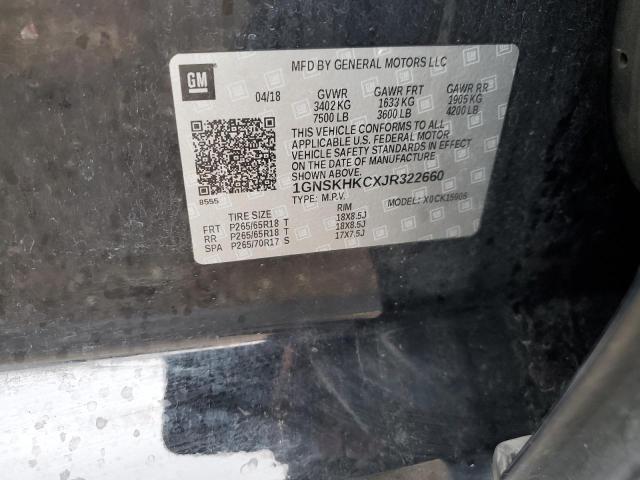 GM
MFD BY GENERAL MOTORS LLC
04/18 GVWR GAWR FRT GAWR RR
3402 KG 1633 KG 1905 KG
7500 LB 3600 LB 4200 LB
THIS VEHICLE CONFORMS TO ALL
APPLICABLE U.S. FEDERAL MOTOR
VEHICLE SAFETY STANDARDS IN
EFFECT ON THE DATE OF MANUFACTURE
SHOWN ABOVE.
1GNSKHKCXJR322660
8555 TYPE: M.P.V. MODEL: X0CK15906
TIRE SIZE RIM
FRT P265/65R18 T 18X8.5J
RR P265/65R18 T 18X8.5J
SPA P265/70R17 S 17X7.5J